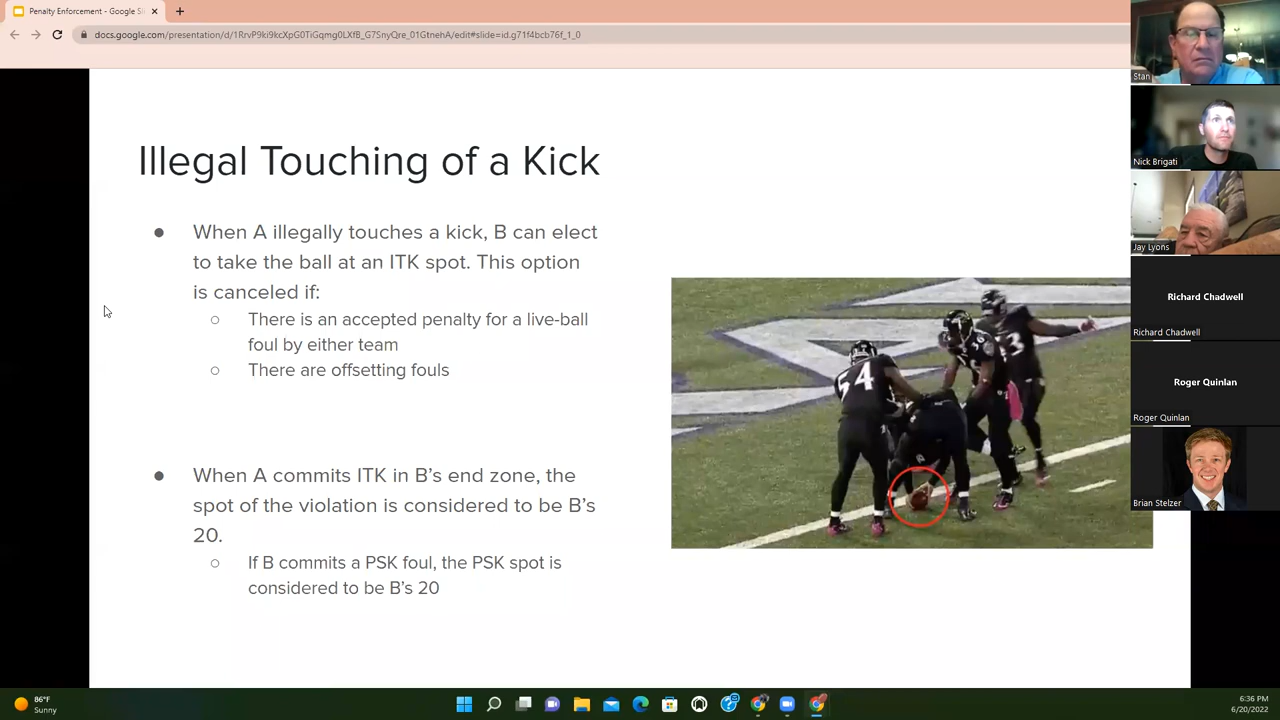 Penalty Enforcement - Google Sli
docs.google.com/presentation/d/1RrvP9ki9kcXpG0TiGqmg0LXfB_G7SnyQre_01GtnehA/edit#slide=id.g71f4bcb76f_1_0
Illegal Touching of a Kick
When A illegally touches a kick, B can elect
to take the ball at an ITK spot. This option
is canceled if:
There is an accepted penalty for a live-ball
foul by either team
There are offsetting fouls
When A commits ITK in B's end zone, the
spot of the violation is considered to be B's
20.
If B commits a PSK foul, the PSK spot is
considered to be B's 20
54
Stan
Nick Brigati
Jay Lyons
Richard Chadwell
Richard Chadwell
Roger Quinlan
Roger Quinlan
Brian Stelzer
86°F
Sunny
6:36 PM
6/20/2022